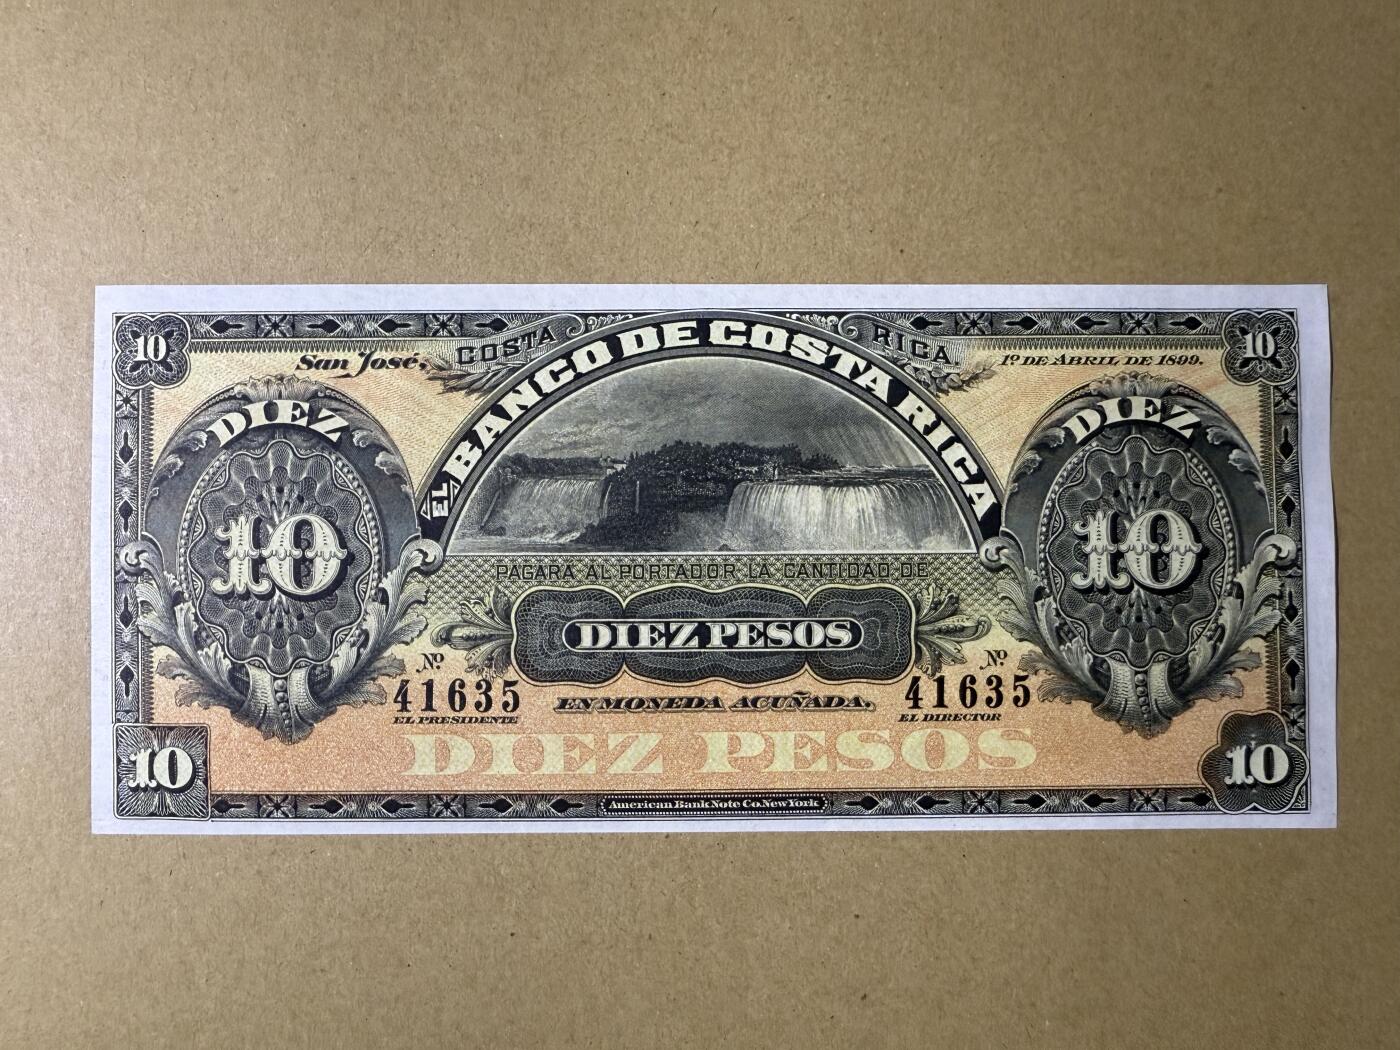 10
San José,
COSTA RICA
1º DE ABRIL DE 1899.
10
EL BANCO DE COSTA RICA
DIEZ
DIEZ
10
10
PAGARÁ AL PORTADOR LA CANTIDAD DE
DIEZ PESOS
Nº
Nº
41635
EN MONEDA ACUÑADA.
41635
EL PRESIDENTE
EL DIRECTOR
DIEZ PESOS
10
10
American Bank Note Co. New York